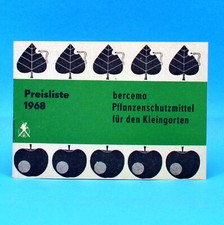 Preisliste
1968
bercema
Pflanzenschutzmittel
für den Kleingarten